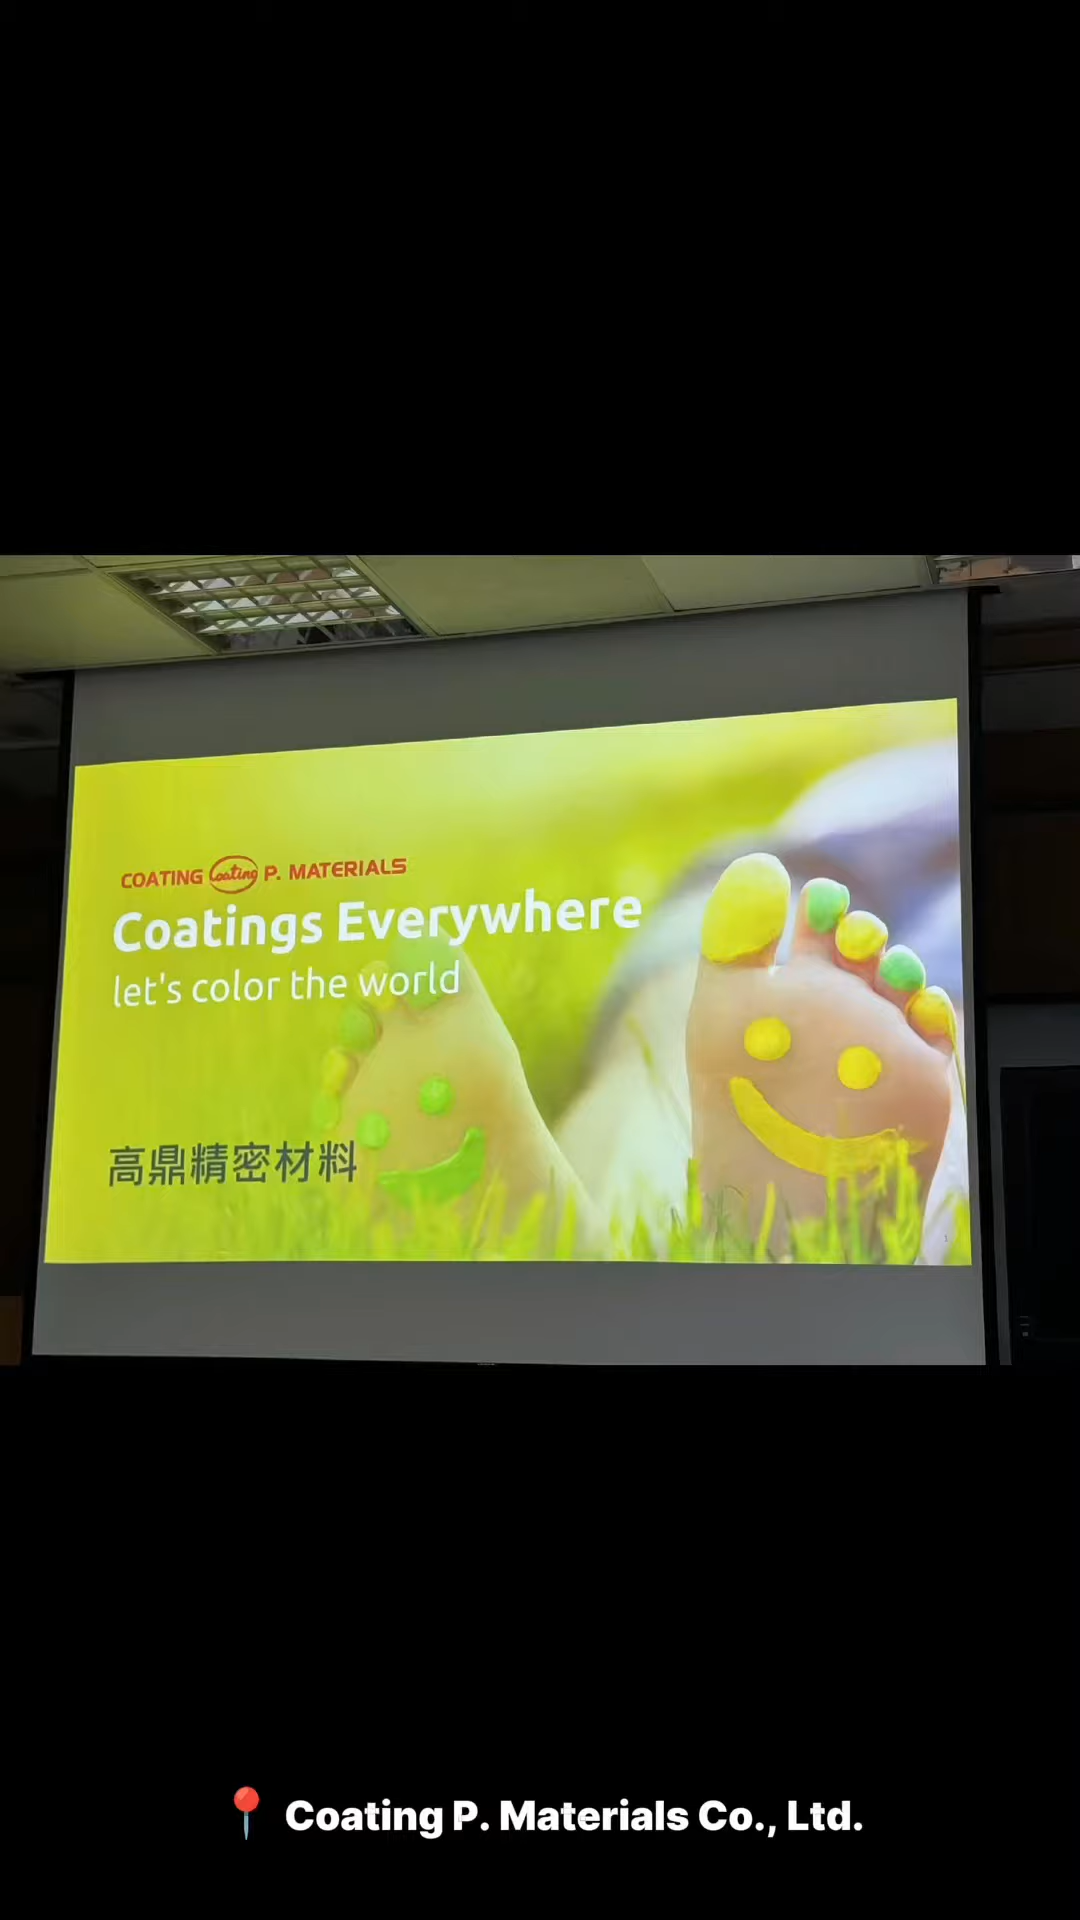 COATING Coating P. MATERIALS
Coatings Everywhere
let's color the world
高鼎精密材料
1
Coating P. Materials Co., Ltd.